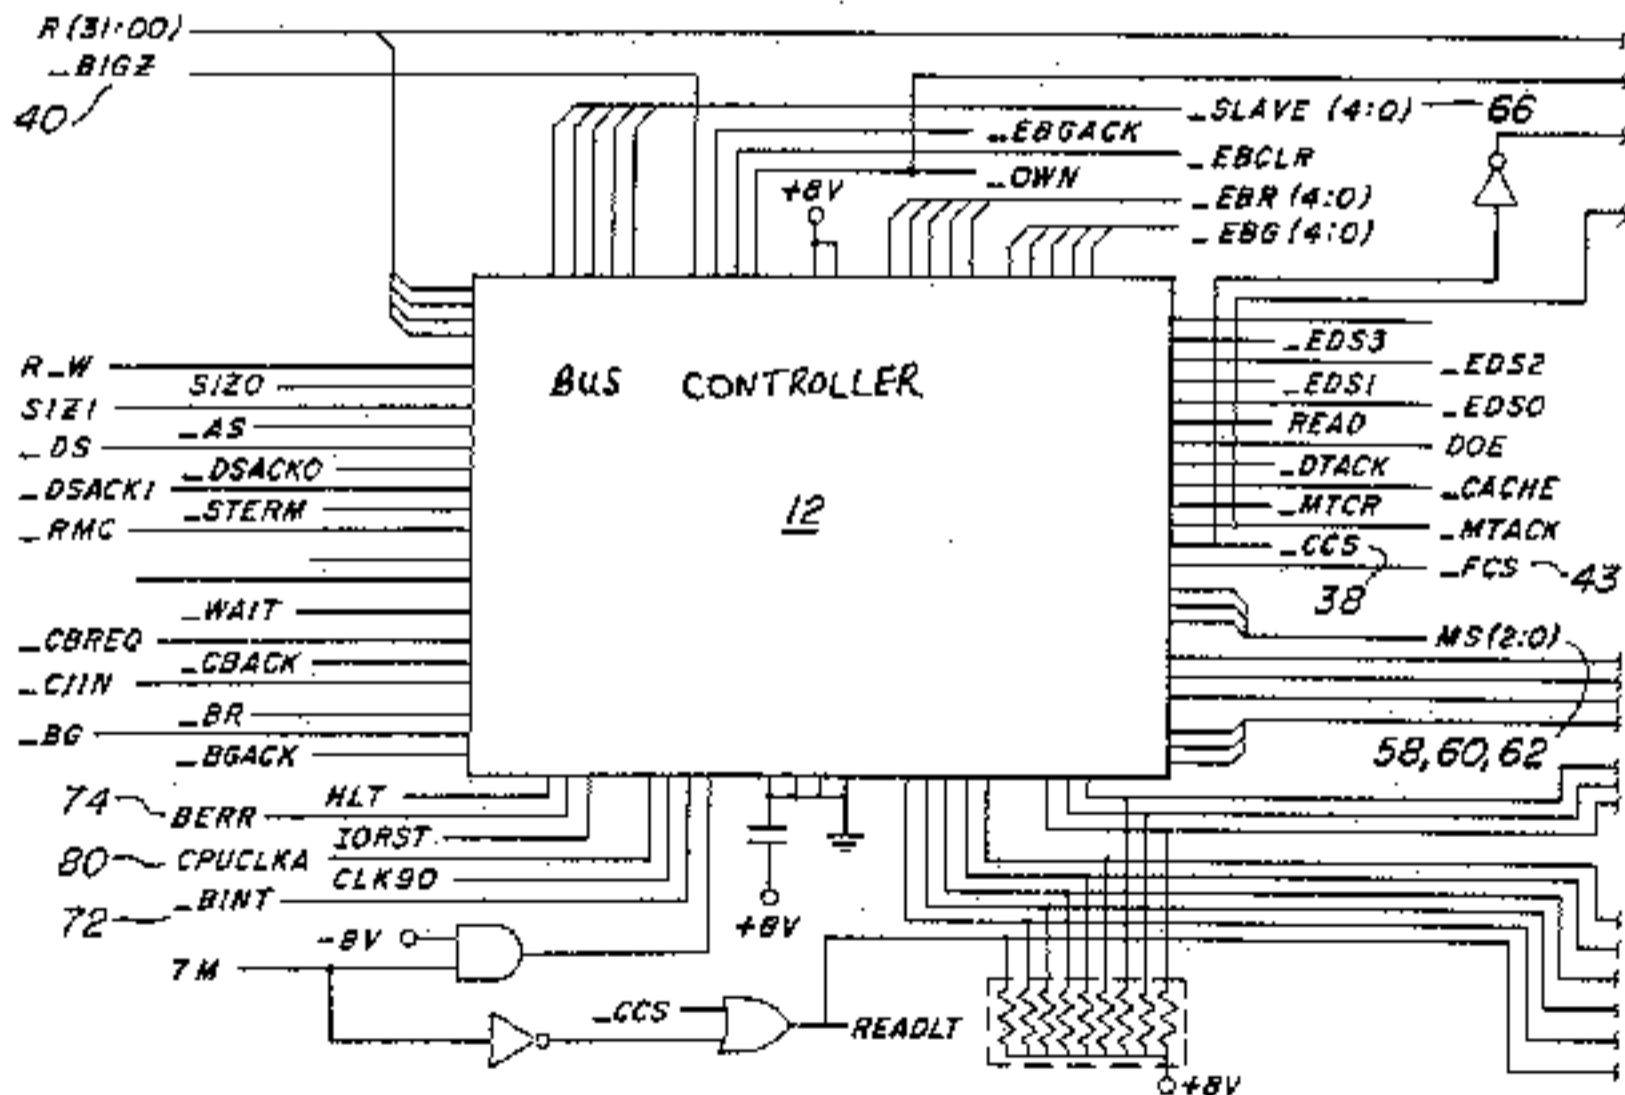 R(31:00)
_BIGZ
40
_SLAVE (4:0) 66
_EBGACK
_EBCLR
_OWN
+8V
_EBR (4:0)
_EBG (4:0)
_EDS3
R_W
_EDS2
SIZ0
BUS CONTROLLER
_EDS1
SIZ1
_EDS0
_AS
READ
_DS
DOE
_DSACK0
_DTACK
_DSACK1
_CACHE
_STERM
12
_MTCR
_RMC
_MTACK
_CCS
_FCS 43
38
_WAIT
_CBREQ
MS(2:0)
_CBACK
_CIIN
_BR
_BG
_BGACK
58,60,62
74
HLT
BERR
IORST
80 CPUCLKA
CLK90
72 _BINT
+8V
-8V
7M
_CCS
READLT
+8V